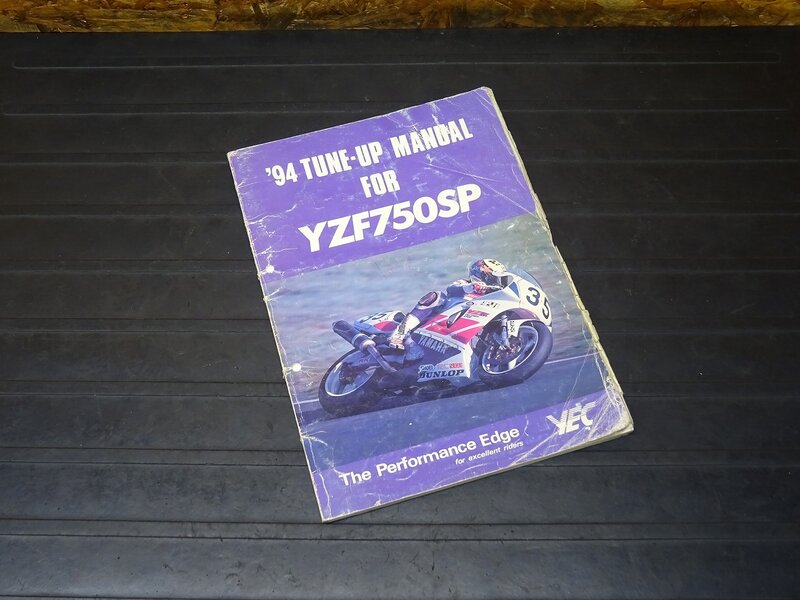 '94 TUNE-UP MANUAL
FOR
YZF750SP
YAMAHA
DUNLOP
The Performance Edge
for excellent riders
YEC